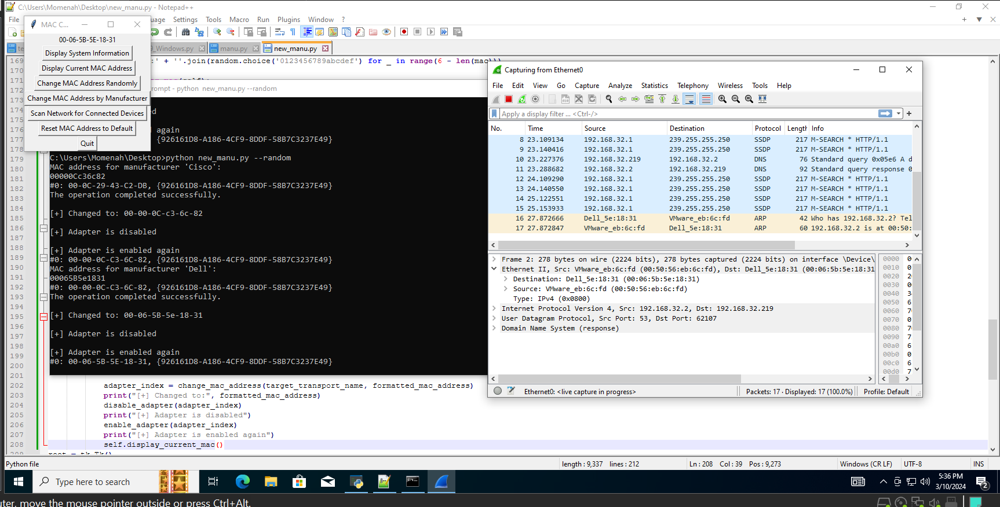 C:\Users\Momenah\Desktop\new_manu.py - Notepad++
File
uage Settings Tools Macro Run Plugins Window ?
MAC C...
00-06-5B-5E-18-31
Display System Information
Display Current MAC Address
Change MAC Address Randomly
Change MAC Address by Manufacturer
Scan Network for Connected Devices
Reset MAC Address to Default
Quit
te
9_Windows.py
manu.py
new_manu.py
169 :' + ''.join(random.choice('0123456789abcdef') for _ in range(6 - len(mac)))
170
171
172
173
174
175
176
177
178
179
180
181
182
183
184
185
186
187
188
189
190
191
192
193
194
195
196
197
198
199
200
201
202 adapter_index = change_mac_address(target_transport_name, formatted_mac_address)
203 print("[+] Changed to:", formatted_mac_address)
204 disable_adapter(adapter_index)
205 print("[+] Adapter is disabled")
206 enable_adapter(adapter_index)
207 print("[+] Adapter is enabled again")
208 self.display_current_mac()
rompt - python new_manu.py --random
ed
again
{926161D8-A186-4CF9-8DDF-58B7C3237E49}
C:\Users\Momenah\Desktop>python new_manu.py --random
MAC address for manufacturer 'Cisco':
00000Cc36c82
#0: 00-0C-29-43-C2-DB, {926161D8-A186-4CF9-8DDF-58B7C3237E49}
The operation completed successfully.
[+] Changed to: 00-00-0C-c3-6c-82
[+] Adapter is disabled
[+] Adapter is enabled again
#0: 00-00-0C-C3-6C-82, {926161D8-A186-4CF9-8DDF-58B7C3237E49}
MAC address for manufacturer 'Dell':
00065B5e1831
#0: 00-00-0C-C3-6C-82, {926161D8-A186-4CF9-8DDF-58B7C3237E49}
The operation completed successfully.
[+] Changed to: 00-06-5B-5e-18-31
[+] Adapter is disabled
[+] Adapter is enabled again
#0: 00-06-5B-5E-18-31, {926161D8-A186-4CF9-8DDF-58B7C3237E49}
Capturing from Ethernet0
File Edit View Go Capture Analyze Statistics Telephony Wireless Tools Help
Apply a display filter ... <Ctrl-/>
No. Time Source Destination Protocol Length Info
8 23.109134 192.168.32.1 239.255.255.250 SSDP 217 M-SEARCH * HTTP/1.1
9 23.140416 192.168.32.1 239.255.255.250 SSDP 217 M-SEARCH * HTTP/1.1
10 23.227376 192.168.32.219 192.168.32.2 DNS 76 Standard query 0x05e6 A d
11 23.288682 192.168.32.2 192.168.32.219 DNS 92 Standard query response 0
12 24.109290 192.168.32.1 239.255.255.250 SSDP 217 M-SEARCH * HTTP/1.1
13 24.140550 192.168.32.1 239.255.255.250 SSDP 217 M-SEARCH * HTTP/1.1
14 25.122551 192.168.32.1 239.255.255.250 SSDP 217 M-SEARCH * HTTP/1.1
15 25.153933 192.168.32.1 239.255.255.250 SSDP 217 M-SEARCH * HTTP/1.1
16 27.872666 Dell_5e:18:31 VMware_eb:6c:fd ARP 42 Who has 192.168.32.2? Tel
17 27.872847 VMware_eb:6c:fd Dell_5e:18:31 ARP 60 192.168.32.2 is at 00:50:
Frame 2: 278 bytes on wire (2224 bits), 278 bytes captured (2224 bits) on interface \Device\
Ethernet II, Src: VMware_eb:6c:fd (00:50:56:eb:6c:fd), Dst: Dell_5e:18:31 (00:06:5b:5e:18:31
Destination: Dell_5e:18:31 (00:06:5b:5e:18:31)
Source: VMware_eb:6c:fd (00:50:56:eb:6c:fd)
Type: IPv4 (0x0800)
Internet Protocol Version 4, Src: 192.168.32.2, Dst: 192.168.32.219
User Datagram Protocol, Src Port: 53, Dst Port: 62107
Domain Name System (response)
0000 0
0010 0
0020 2
0030 0
0040 3
0050 6
0060 7
0070 0
0080 7
0090 7
00a0 6
00b0 0
00c0 6
00d0 7
Ethernet0: <live capture in progress>
Packets: 17 · Displayed: 17 (100.0%)
Profile: Default
Python file
length : 9,337 lines : 212
Ln : 208 Col : 39 Pos : 9,273
Windows (CR LF)
UTF-8
INS
Type here to search
5:36 PM
3/10/2024
2
uter, move the mouse pointer outside or press Ctrl+Alt.